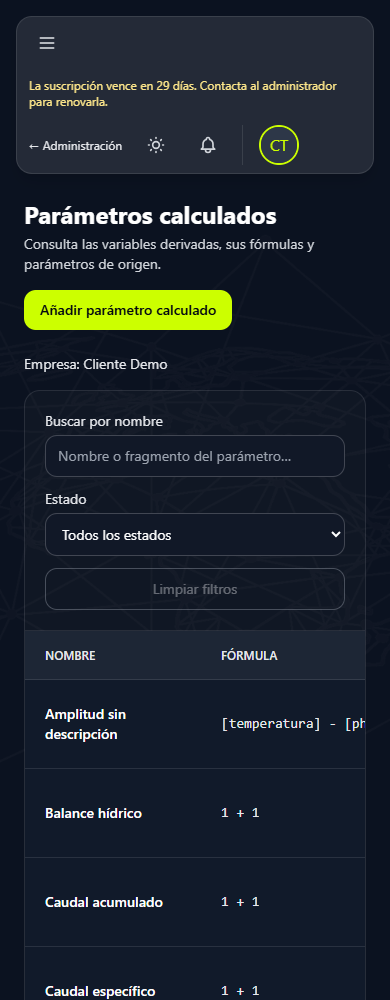 La suscripción vence en 29 días. Contacta al administrador
para renovarla.
← Administración
CT
Parámetros calculados
Consulta las variables derivadas, sus fórmulas y
parámetros de origen.
Añadir parámetro calculado
Empresa: Cliente Demo
Buscar por nombre
Nombre o fragmento del parámetro...
Estado
Todos los estados
Limpiar filtros
NOMBRE FÓRMULA
Amplitud sin
descripción
[temperatura] - [ph
Balance hídrico 1 + 1
Caudal acumulado 1 + 1
Caudal específico 1 + 1